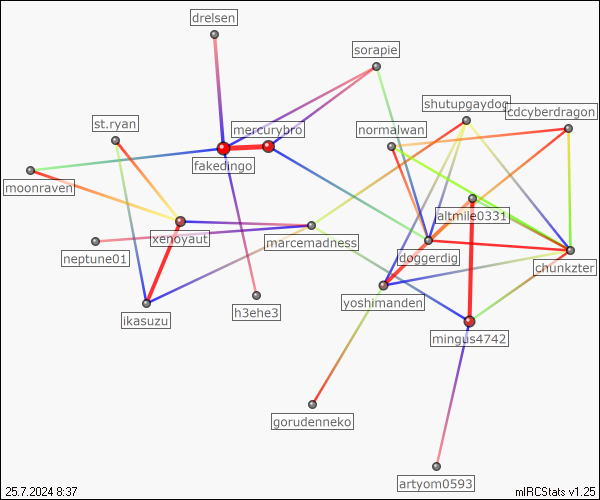 drelsen
sorapie
shutupgaydog
cdcyberdragon
st.ryan
mercurybro
normalwan
fakedingo
moonraven
altmile0331
xenoyaut
marcemadness
neptune01
doggerdig
chunkzter
h3ehe3
yoshimanden
ikasuzu
mingus4742
gorudenneko
artyom0593
25.7.2024 8:37
mIRCStats v1.25